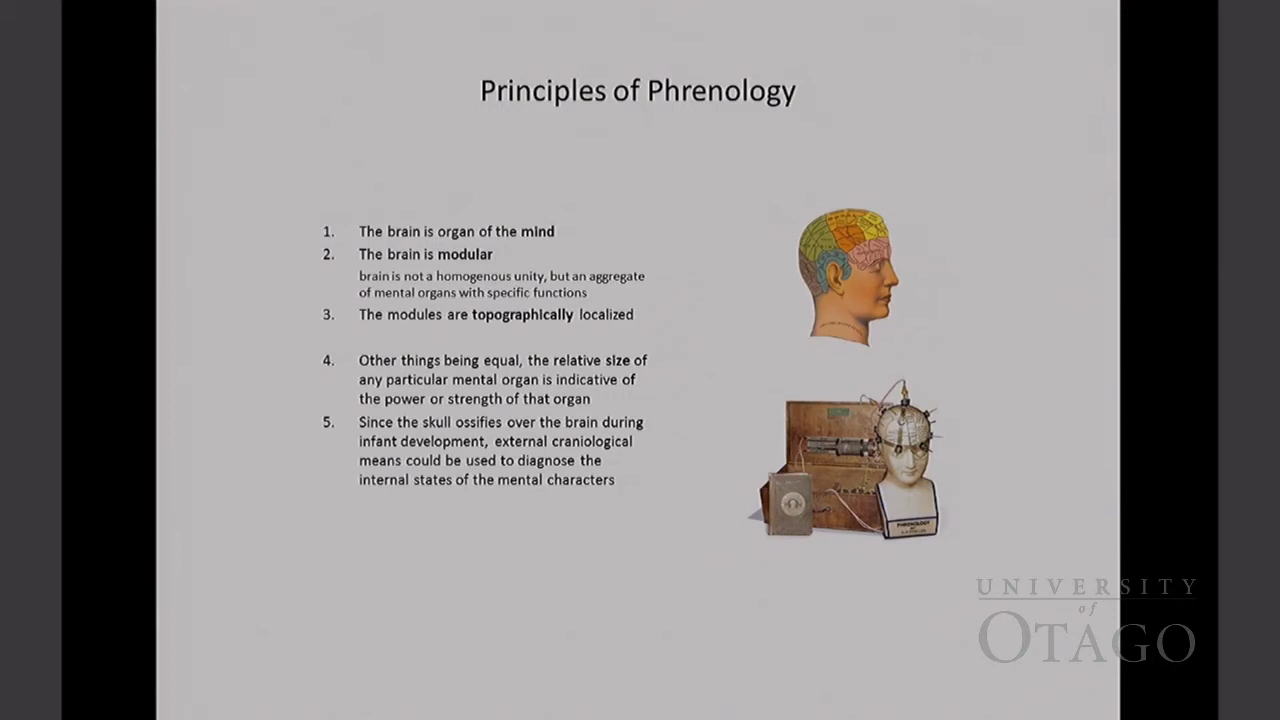 Principles of Phrenology
1. The brain is organ of the mind
2. The brain is modular
brain is not a homogenous unity, but an aggregate
of mental organs with specific functions
3. The modules are topographically localized
4. Other things being equal, the relative size of
any particular mental organ is indicative of
the power or strength of that organ
5. Since the skull ossifies over the brain during
infant development, external craniological
means could be used to diagnose the
internal states of the mental characters
PHRENOLOGY
UNIVERSITY
of
OTAGO